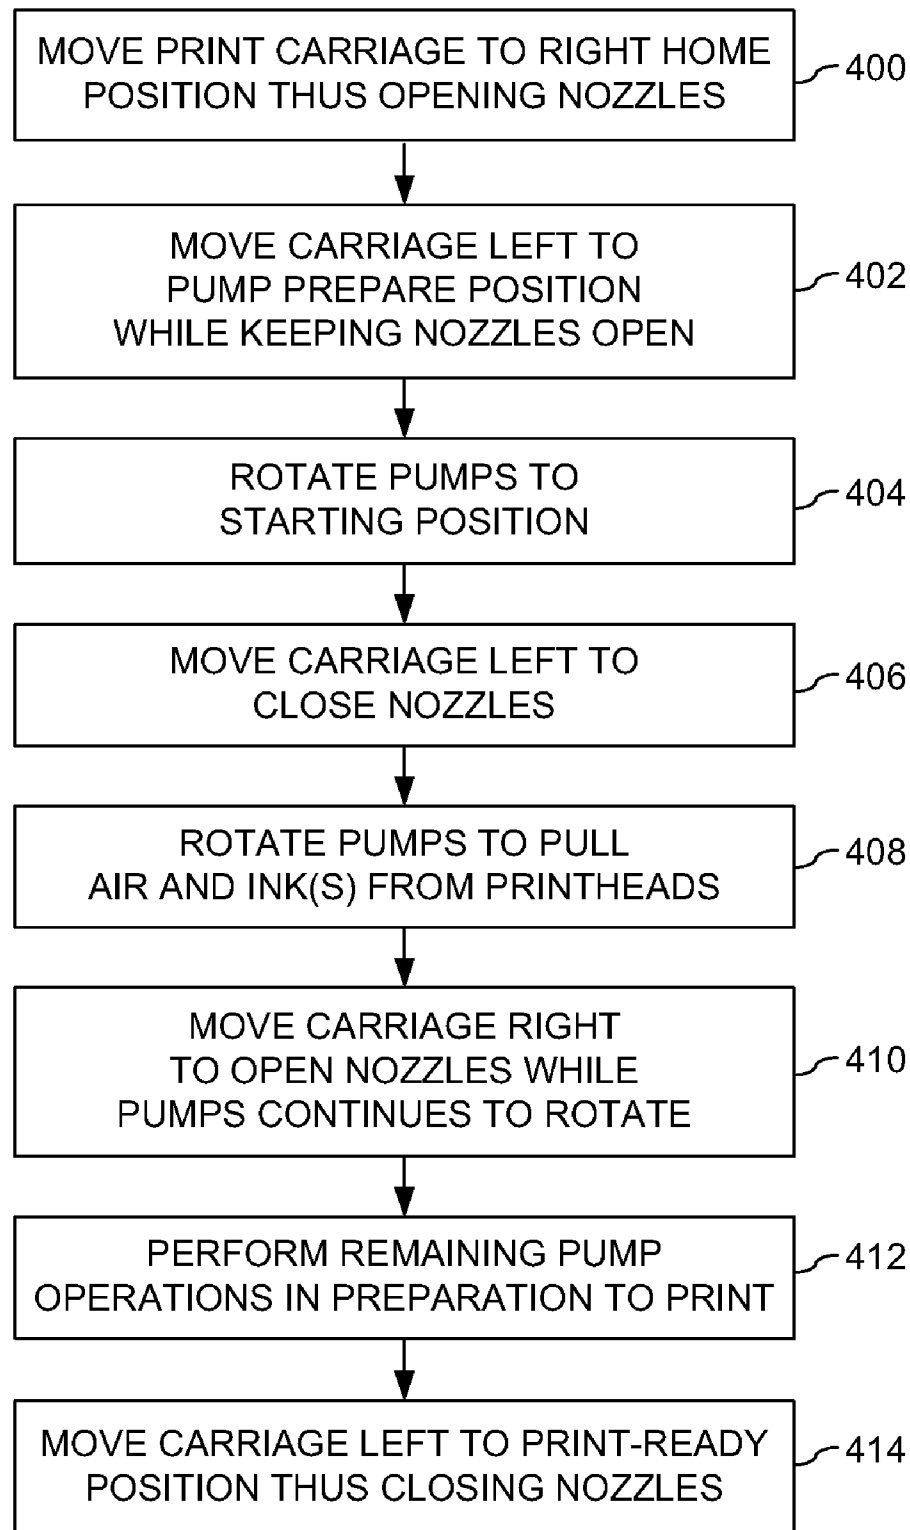 MOVE PRINT CARRIAGE TO RIGHT HOME
POSITION THUS OPENING NOZZLES
400
MOVE CARRIAGE LEFT TO
PUMP PREPARE POSITION
WHILE KEEPING NOZZLES OPEN
402
ROTATE PUMPS TO
STARTING POSITION
404
MOVE CARRIAGE LEFT TO
CLOSE NOZZLES
406
ROTATE PUMPS TO PULL
AIR AND INK(S) FROM PRINTHEADS
408
MOVE CARRIAGE RIGHT
TO OPEN NOZZLES WHILE
PUMPS CONTINUES TO ROTATE
410
PERFORM REMAINING PUMP
OPERATIONS IN PREPARATION TO PRINT
412
MOVE CARRIAGE LEFT TO PRINT-READY
POSITION THUS CLOSING NOZZLES
414